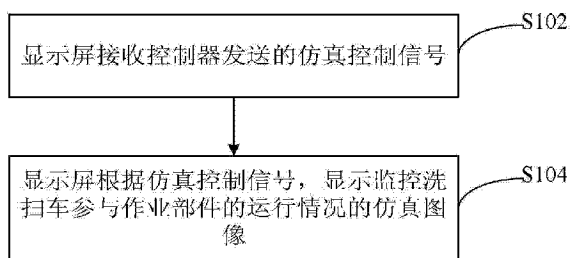 S102
显示屏接收控制器发送的仿真控制信号
S104
显示屏根据仿真控制信号，显示监控洗
扫车参与作业部件的运行情况的仿真图
像